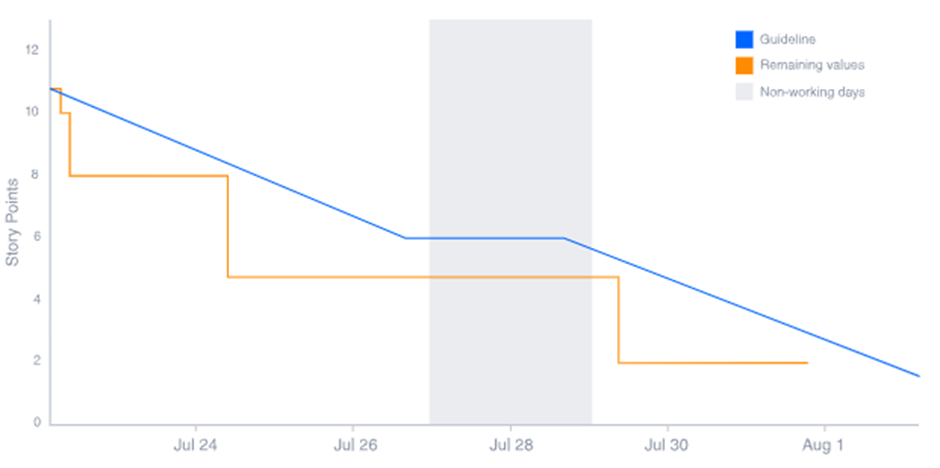 Guideline
Remaining values
Non-working days
Story Points
12
10
8
6
4
2
0
Jul 24
Jul 26
Jul 28
Jul 30
Aug 1